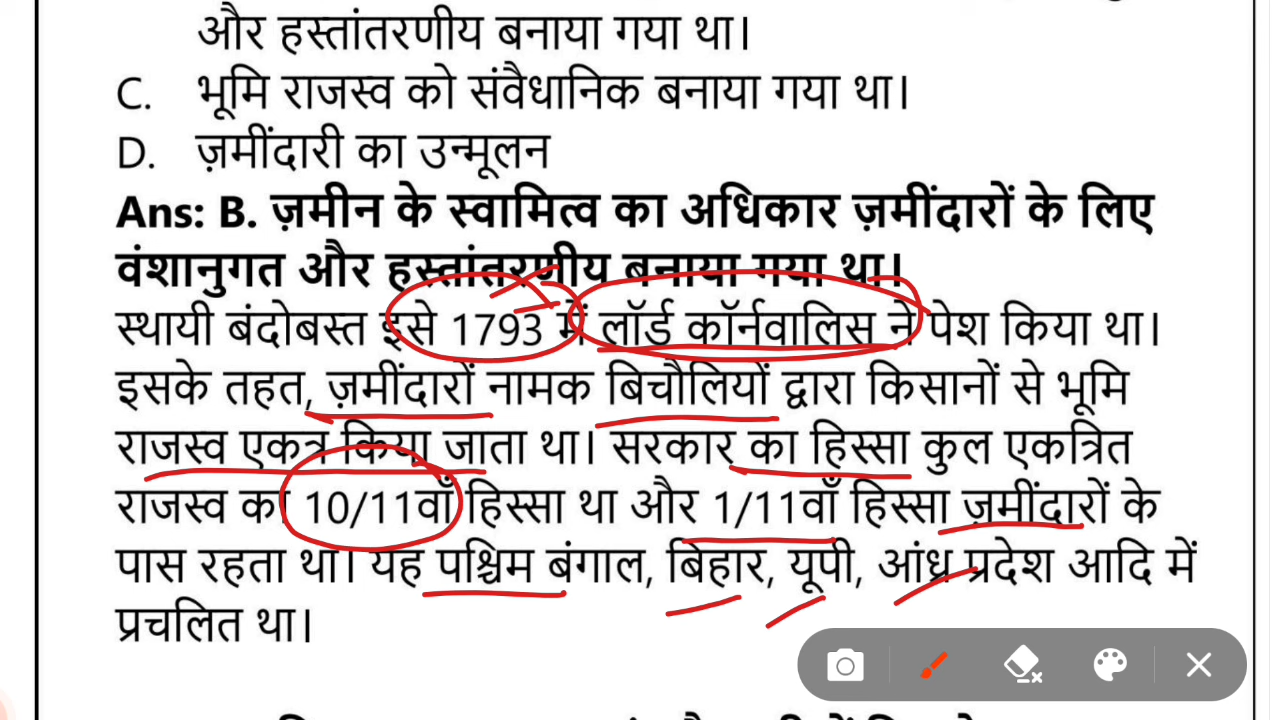 और हस्तांतरणीय बनाया गया था।
C. भूमि राजस्व को संवैधानिक बनाया गया था।
D. ज़मींदारी का उन्मूलन
Ans: B. ज़मीन के स्वामित्व का अधिकार ज़मींदारों के लिए
वंशानुगत और हस्तांतरणीय बनाया गया था।
स्थायी बंदोबस्त इसे 1793 में लॉर्ड कॉर्नवालिस ने पेश किया था।
इसके तहत, ज़मींदारों नामक बिचौलियों द्वारा किसानों से भूमि
राजस्व एकत्र किया जाता था। सरकार का हिस्सा कुल एकत्रित
राजस्व का 10/11वाँ हिस्सा था और 1/11वाँ हिस्सा ज़मींदारों के
पास रहता था। यह पश्चिम बंगाल, बिहार, यूपी, आंध्र प्रदेश आदि में
प्रचलित था।